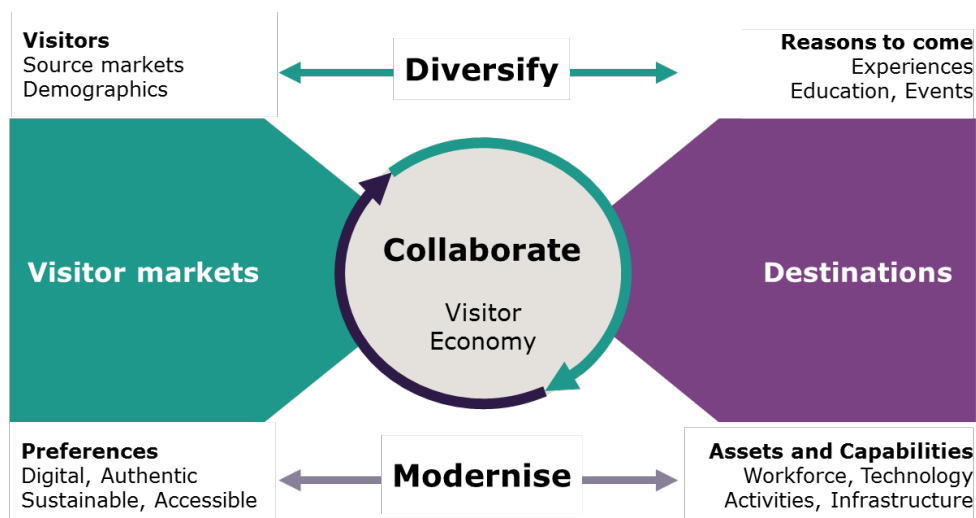 Visitors
Source markets
Demographics
Diversify
Reasons to come
Experiences
Education, Events
Visitor markets
Collaborate
Visitor
Economy
Destinations
Preferences
Digital, Authentic
Sustainable, Accessible
Modernise
Assets and Capabilities
Workforce, Technology
Activities, Infrastructure